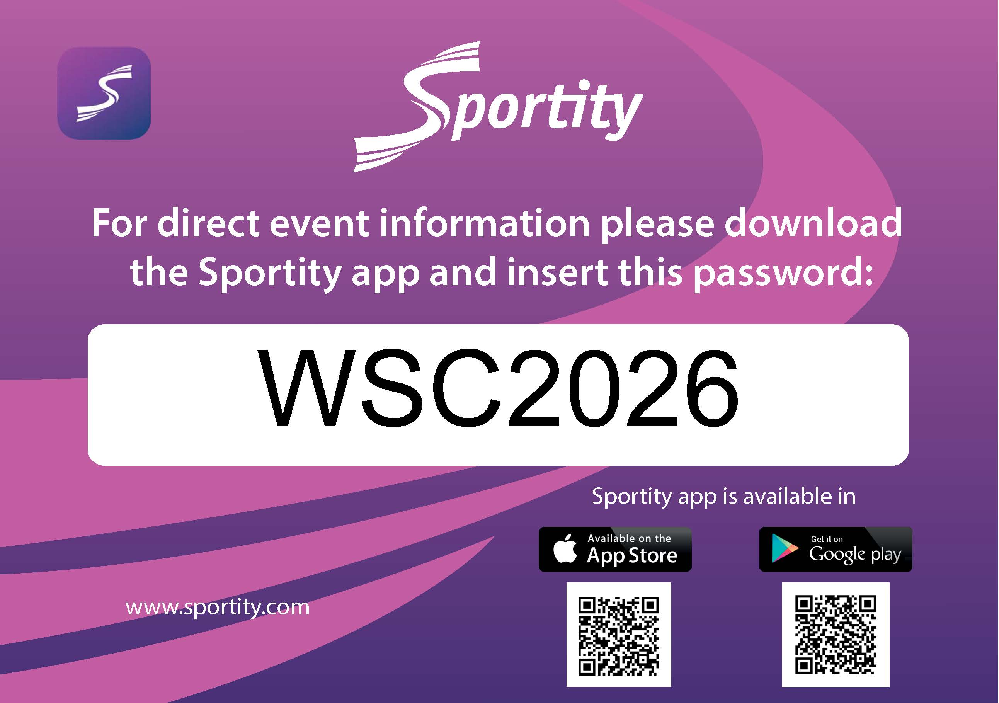 Sportity
For direct event information please download
the Sportity app and insert this password:
WSC2026
Sportity app is available in
Available on the
App Store
Get it on
Google play
www.sportity.com